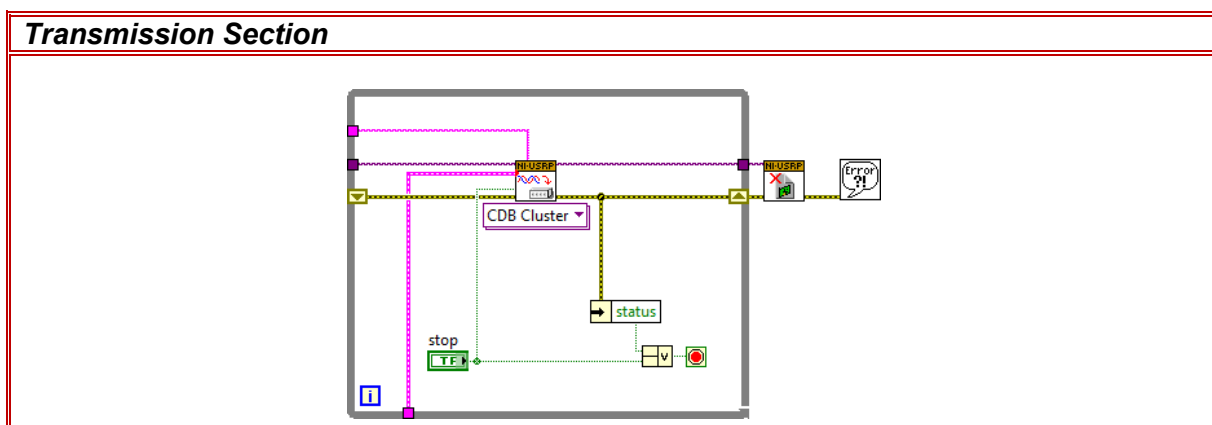 Transmission Section
NI-USRP
NI-USRP
Error
?!
CDB Cluster
status
stop
TF
V
i